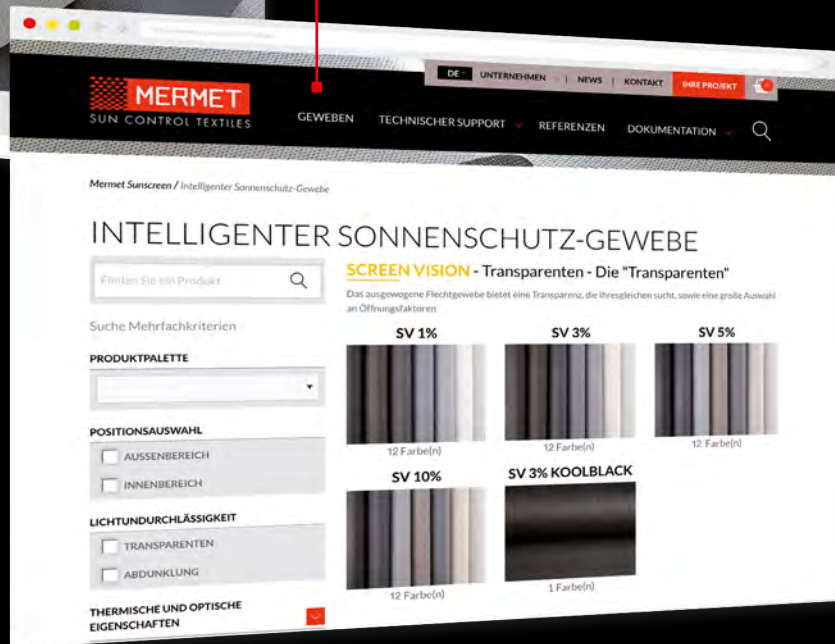 DE
UNTERNEHMEN | NEWS | KONTAKT
IHRE PROJEKT
0
MERMET
SUN CONTROL TEXTILES
GEWEBEN
TECHNISCHER SUPPORT
REFERENZEN
DOKUMENTATION
Mermet Sunscreen / Intelligenter Sonnenschutz-Gewebe
INTELLIGENTER SONNENSCHUTZ-GEWEBE
Finden Sie ein Produkt
Suche Mehrfachkriterien
PRODUKTPALETTE
POSITIONSAUSWAHL
AUSSENBEREICH
INNENBEREICH
LICHTUNDURCHLÄSSIGKEIT
TRANSPARENTEN
ABDUNKLUNG
THERMISCHE UND OPTISCHE
EIGENSCHAFTEN
SCREEN VISION - Transparenten - Die "Transparenten"
Das ausgewogene Flechtgewebe bietet eine Transparenz, die Ihresgleichen sucht, sowie eine große Auswahl
an Öffnungsfaktoren
SV 1%
SV 3%
SV 5%
12 Farbe(n)
12 Farbe(n)
12 Farbe(n)
SV 10%
SV 3% KOOLBLACK
12 Farbe(n)
1 Farbe(n)